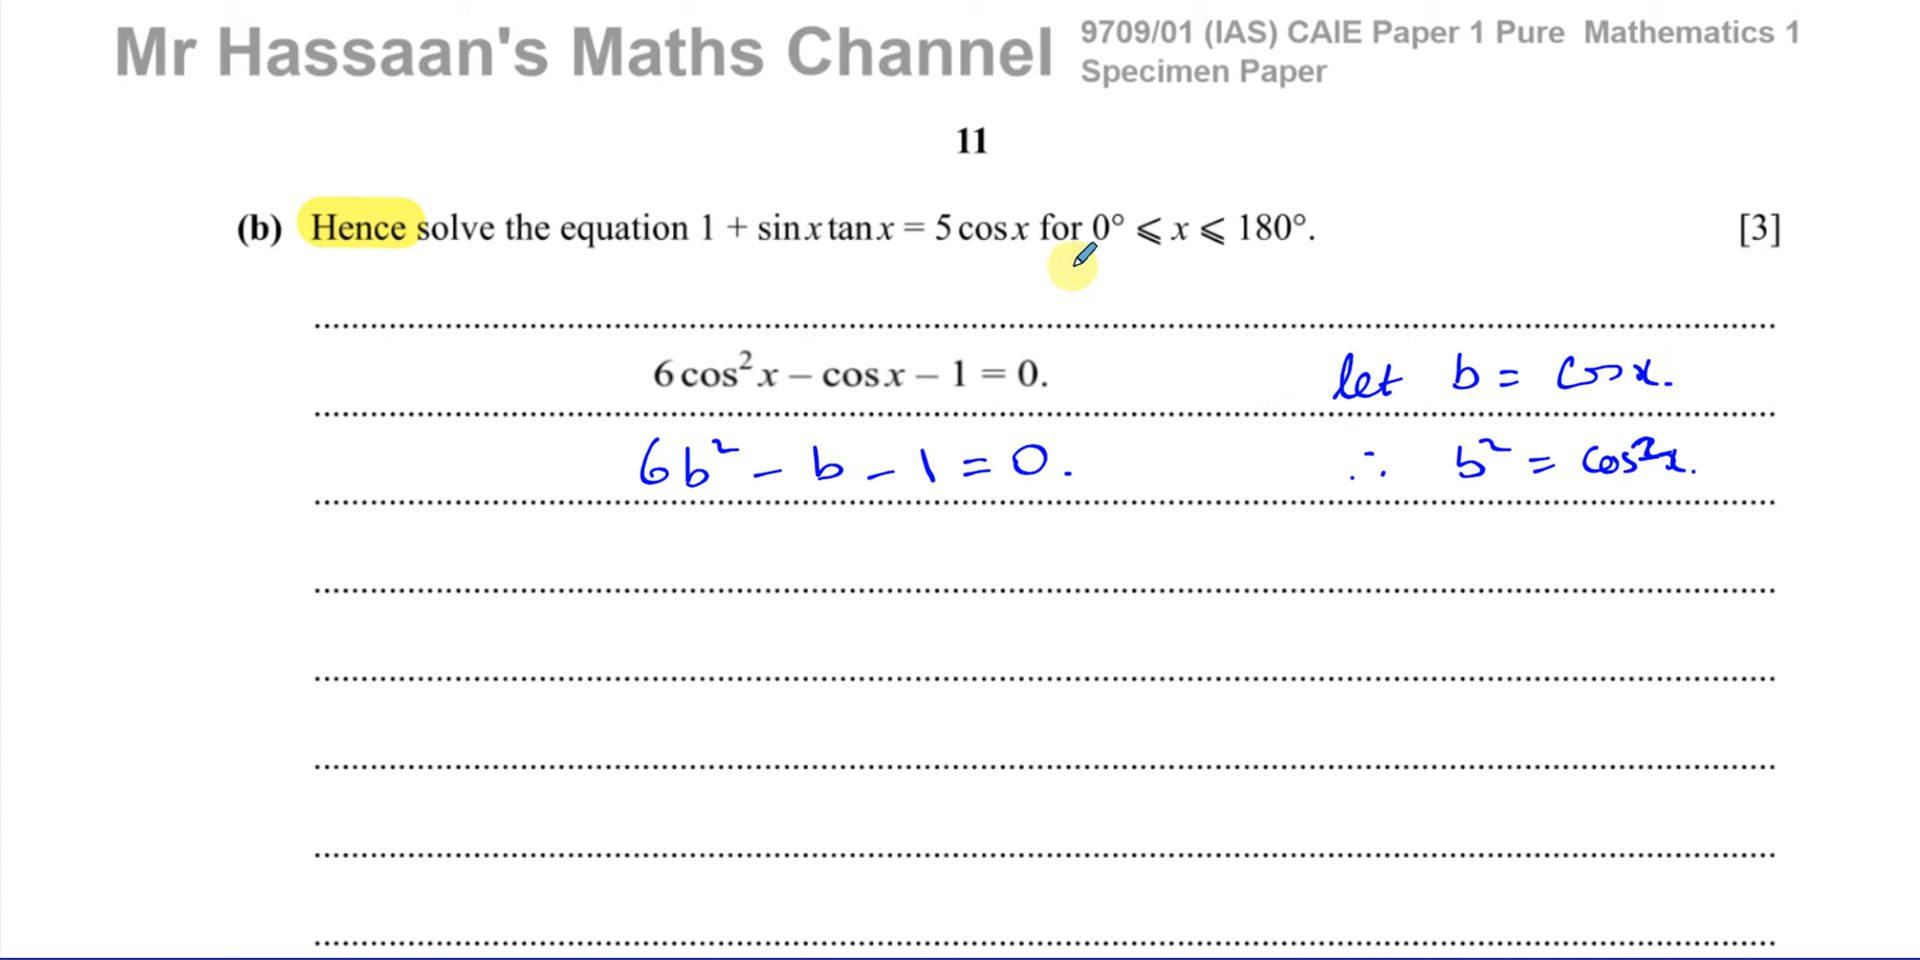 Mr Hassaan's Maths Channel
9709/01 (IAS) CAIE Paper 1 Pure Mathematics 1
Specimen Paper
11
(b) Hence solve the equation 1 + sin x tan x = 5 cos x for 0° ⩽ x ⩽ 180°. [3]
6 cos² x − cos x − 1 = 0. let b = cos x.
6b² − b − 1 = 0. ∴ b² = cos²x.